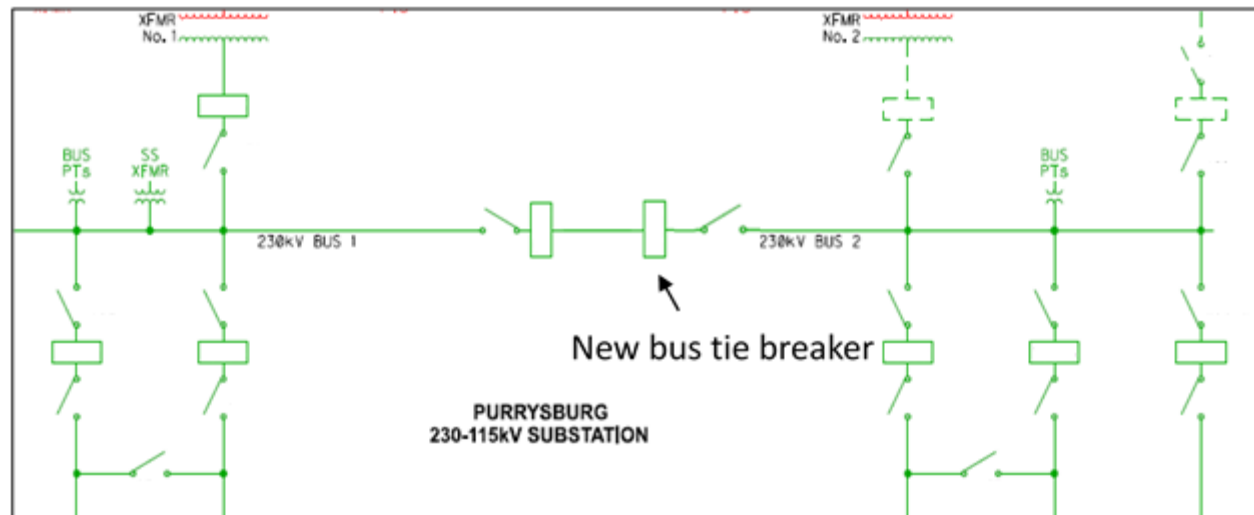 XFMR
No. 1
XFMR
No. 2
BUS
PTs
SS
XFMR
BUS
PTs
230kV BUS 1
230kV BUS 2
New bus tie breaker
PURRYSBURG
230-115kV SUBSTATION